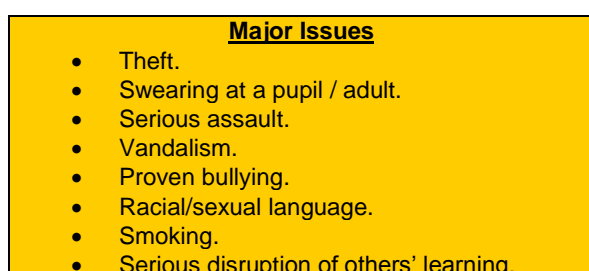 Major Issues
• Theft.
• Swearing at a pupil / adult.
• Serious assault.
• Vandalism.
• Proven bullying.
• Racial/sexual language.
• Smoking.
• Serious disruption of others’ learning.